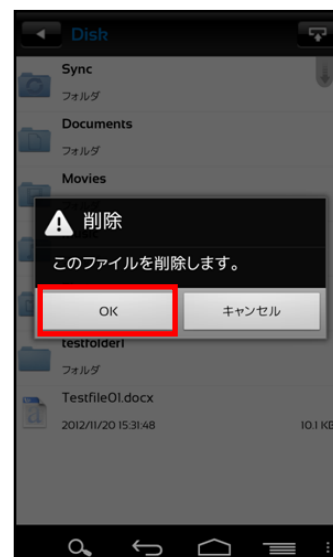 Disk
Sync
フォルダ
Documents
フォルダ
Movies
削除
このファイルを削除します。
OK
キャンセル
testfolder1
フォルダ
Testfile01.docx
2012/11/20 15:31:48
10.1 KB